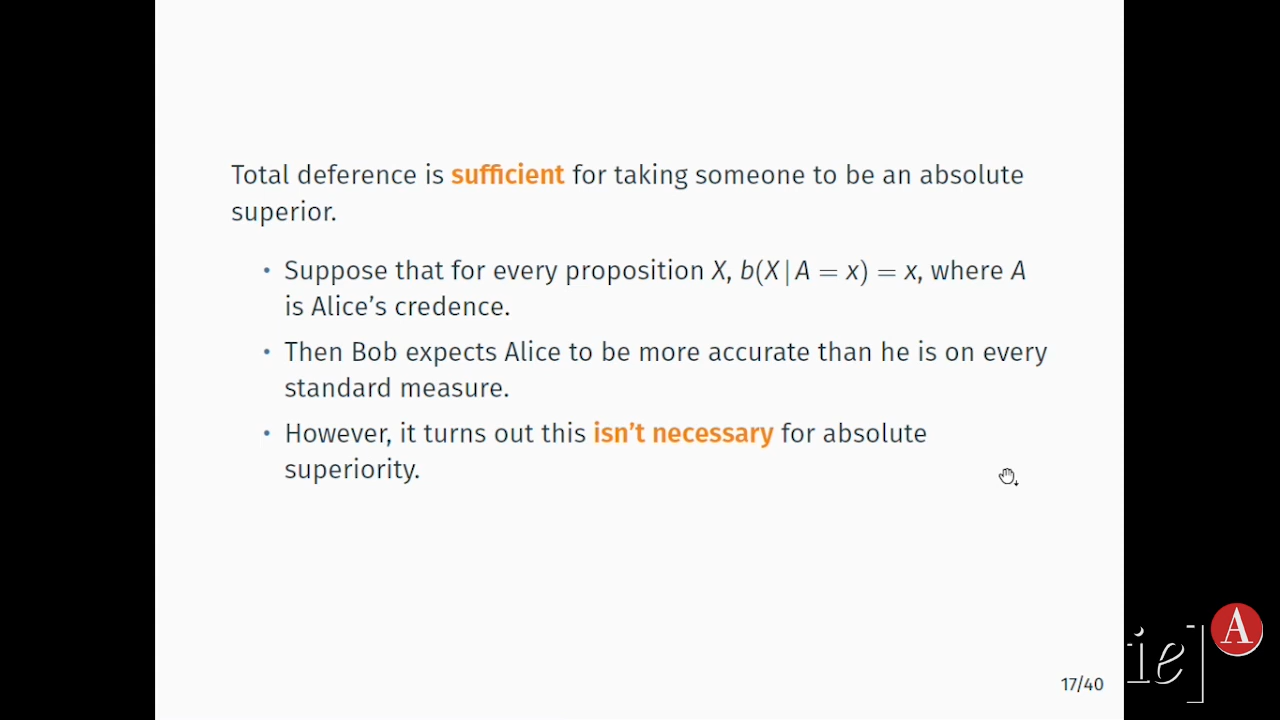 Total deference is sufficient for taking someone to be an absolute
superior.
• Suppose that for every proposition X, b(X | A = x) = x, where A
is Alice’s credence.
• Then Bob expects Alice to be more accurate than he is on every
standard measure.
• However, it turns out this isn’t necessary for absolute
superiority.
17/40
ie]
A